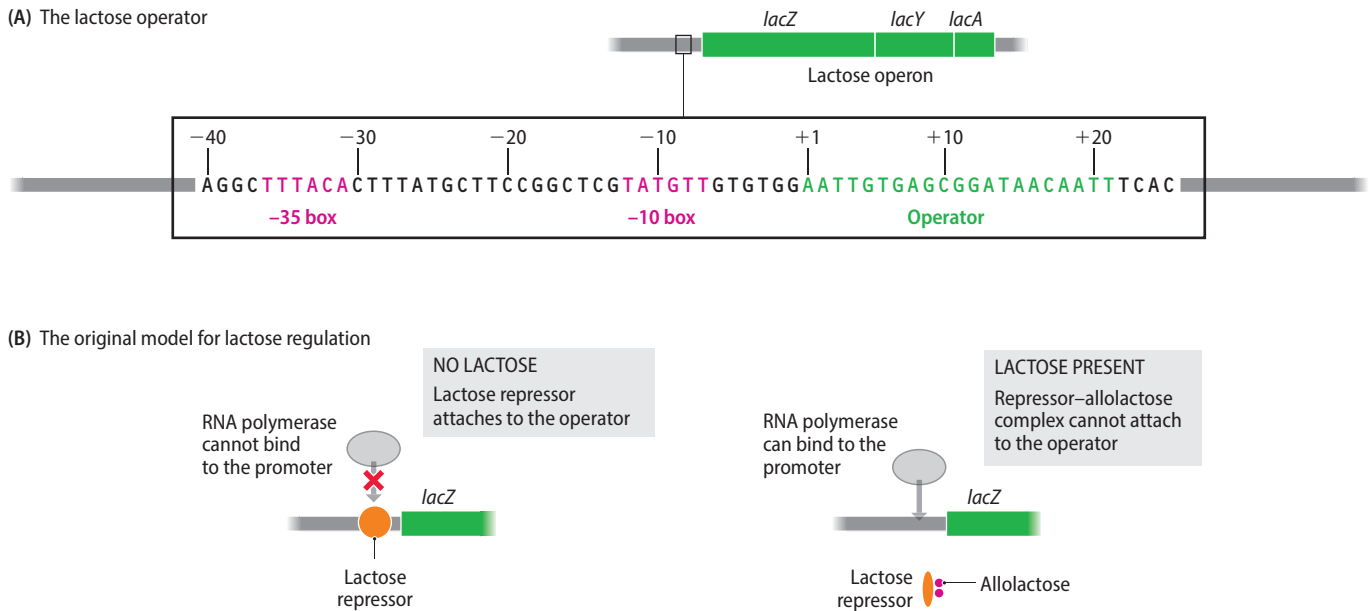 (A) The lactose operator
lacZ lacY lacA
Lactose operon
−40 −30 −20 −10 +1 +10 +20
AGGCTTTACACTTTATGCTTCCGGCTCGTATGTTGTGTGGAATTGTGAGCGGATAACAATTTCAC
–35 box –10 box Operator
(B) The original model for lactose regulation
NO LACTOSE
Lactose repressor
attaches to the operator
RNA polymerase
cannot bind
to the promoter
lacZ
Lactose
repressor
LACTOSE PRESENT
Repressor–allolactose
complex cannot attach
to the operator
RNA polymerase
can bind to the
promoter
lacZ
Lactose
repressor
Allolactose